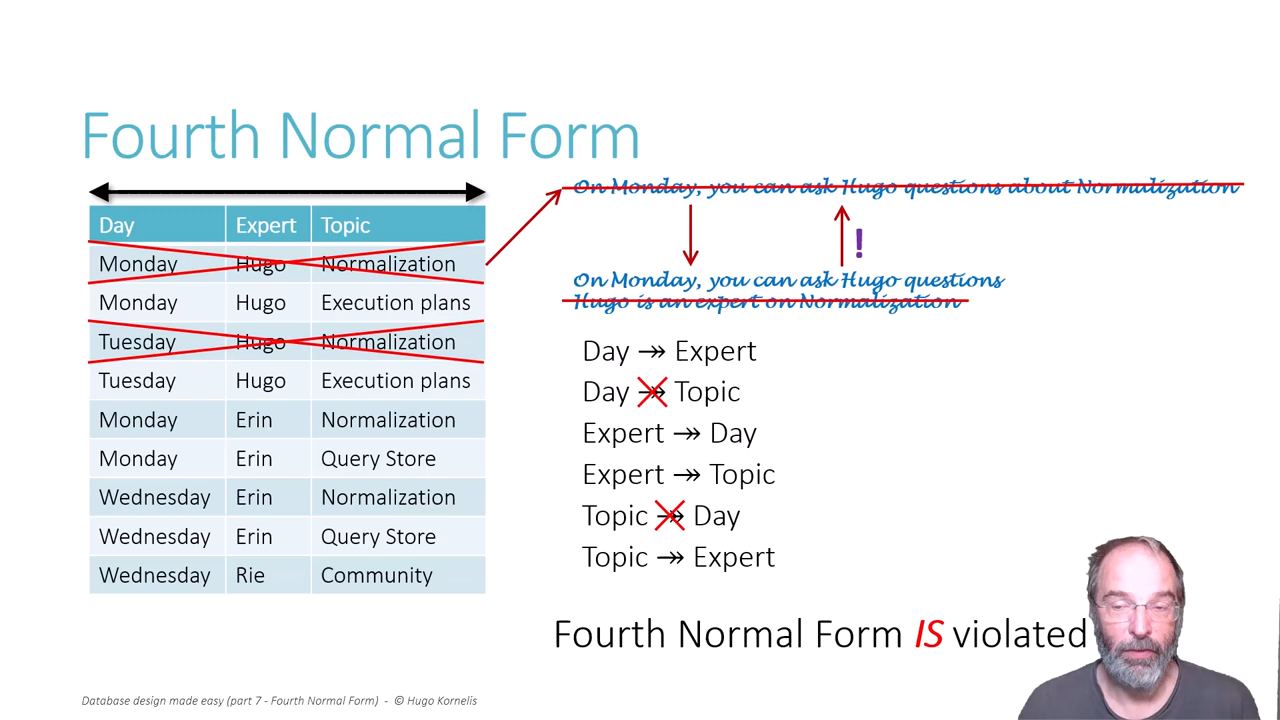 Fourth Normal Form
On Monday, you can ask Hugo questions about Normalization
Day Expert Topic
Monday Hugo Normalization
Monday Hugo Execution plans
Tuesday Hugo Normalization
Tuesday Hugo Execution plans
Monday Erin Normalization
Monday Erin Query Store
Wednesday Erin Normalization
Wednesday Erin Query Store
Wednesday Rie Community
!
On Monday, you can ask Hugo questions
Hugo is an expert on Normalization
Day ↠ Expert
Day ↠ Topic
Expert ↠ Day
Expert ↠ Topic
Topic ↠ Day
Topic ↠ Expert
Fourth Normal Form IS violated
Database design made easy (part 7 - Fourth Normal Form) - © Hugo Kornelis